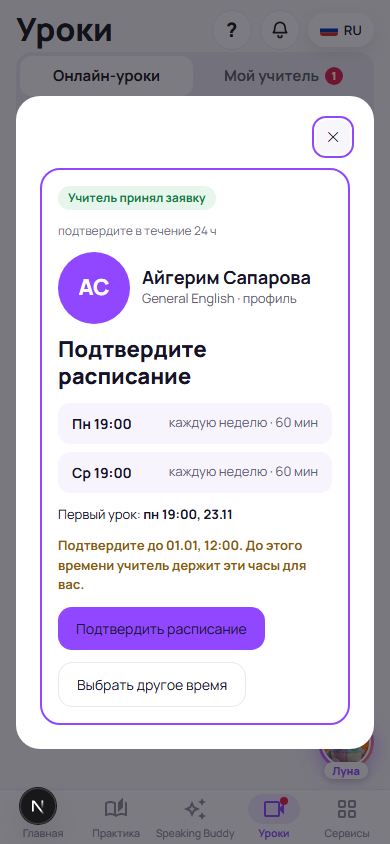 Уроки
?
RU
Онлайн-уроки
Мой учитель 1
Учитель принял заявку
подтвердите в течение 24 ч
АС
Айгерим Сапарова
General English · профиль
Подтвердите
расписание
Пн 19:00 каждую неделю · 60 мин
Ср 19:00 каждую неделю · 60 мин
Первый урок: пн 19:00, 23.11
Подтвердите до 01.01, 12:00. До этого
времени учитель держит эти часы для
вас.
Подтвердить расписание
Выбрать другое время
Луна
N
Главная
Практика
Speaking Buddy
Уроки
Сервисы